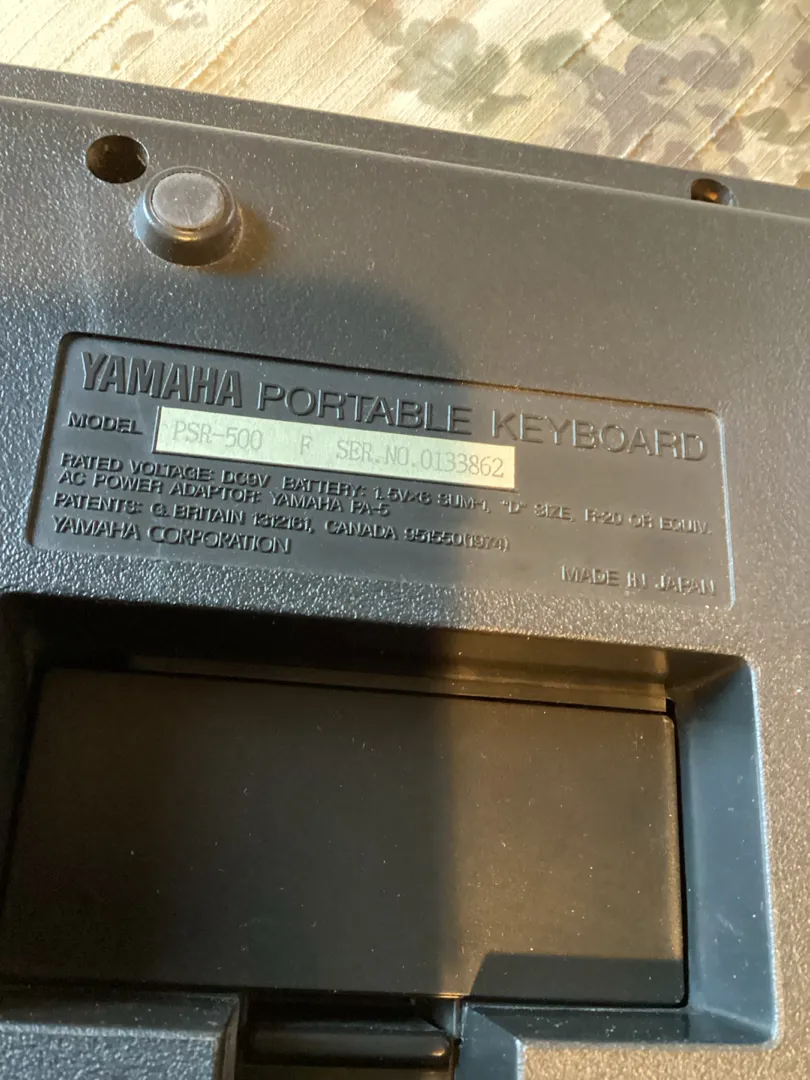 YAMAHA PORTABLE KEYBOARD
MODEL PSR-500 F SER.NO.0133862
RATED VOLTAGE: DC9V BATTERY: 1.5V×6 SUM-1, "D" SIZE, R-20 OR EQUIV.
AC POWER ADAPTOR: YAMAHA PA-5
PATENTS: G. BRITAIN 1312161, CANADA 951550(1974)
YAMAHA CORPORATION
MADE IN JAPAN